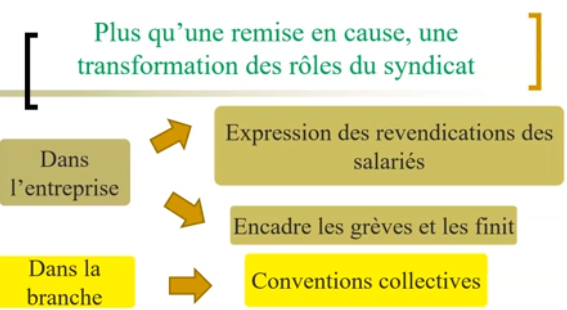 Plus qu’une remise en cause, une
transformation des rôles du syndicat
Dans
l’entreprise
Expression des revendications des
salariés
Encadre les grèves et les finit
Dans la
branche
Conventions collectives